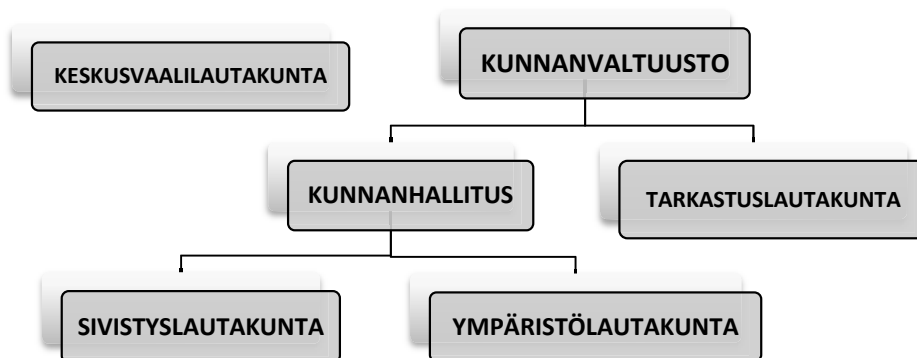 KESKUSVAALILAUTAKUNTA
KUNNANVALTUUSTO
KUNNANHALLITUS
TARKASTUSLAUTAKUNTA
SIVISTYSLAUTAKUNTA
YMPÄRISTÖLAUTAKUNTA